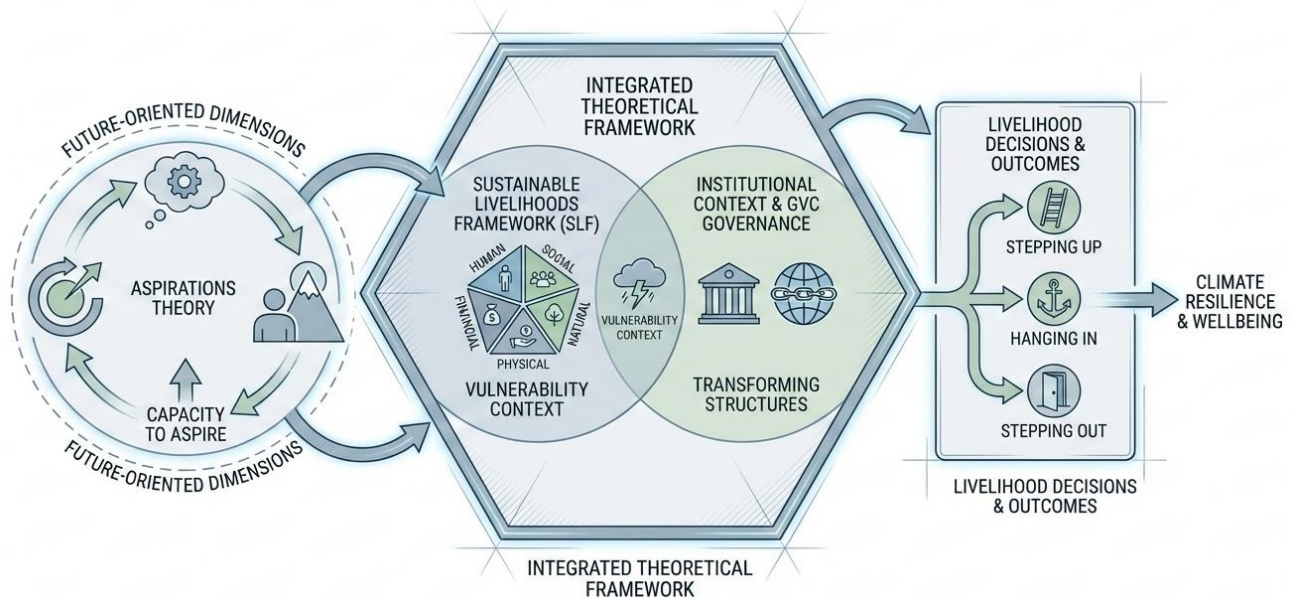 FUTURE-ORIENTED DIMENSIONS
ASPIRATIONS
THEORY
CAPACITY
TO ASPIRE
FUTURE-ORIENTED DIMENSIONS
INTEGRATED
THEORETICAL
FRAMEWORK
SUSTAINABLE
LIVELIHOODS
FRAMEWORK (SLF)
HUMAN
SOCIAL
FINANCIAL
NATURAL
PHYSICAL
VULNERABILITY
CONTEXT
VULNERABILITY
CONTEXT
INSTITUTIONAL
CONTEXT & GVC
GOVERNANCE
TRANSFORMING
STRUCTURES
INTEGRATED THEORETICAL
FRAMEWORK
LIVELIHOOD
DECISIONS &
OUTCOMES
STEPPING UP
HANGING IN
STEPPING OUT
LIVELIHOOD DECISIONS
& OUTCOMES
CLIMATE
RESILIENCE
& WELLBEING